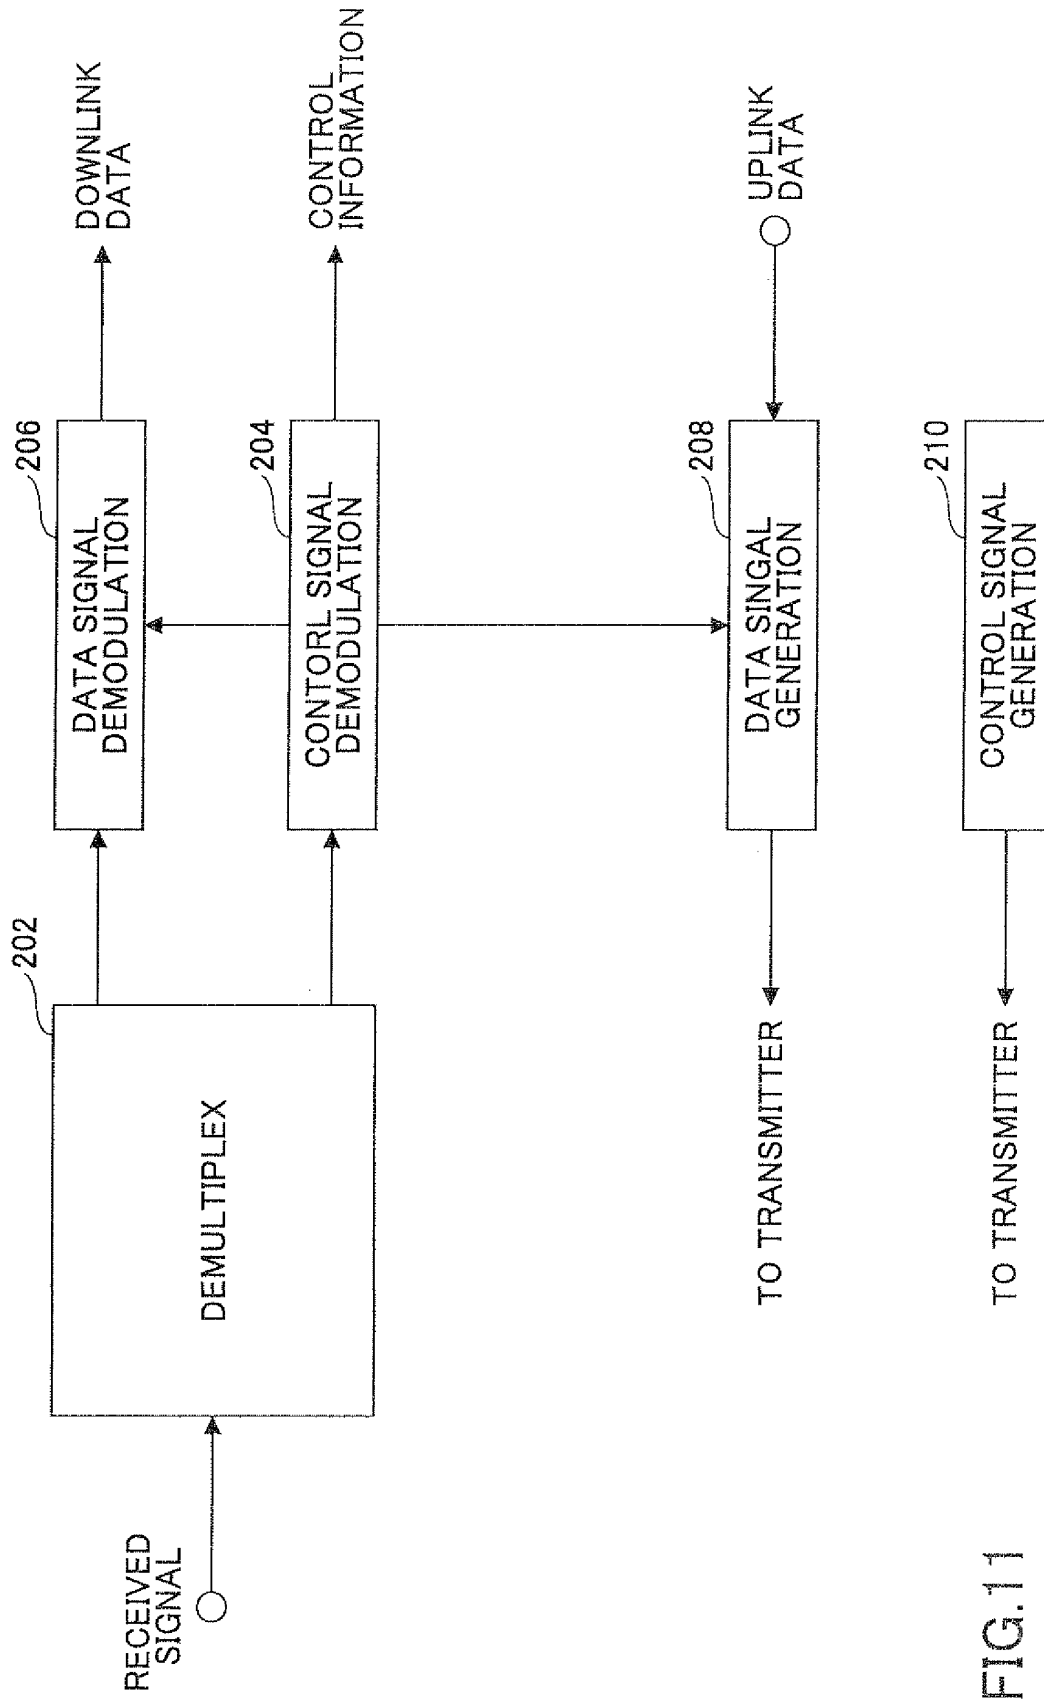 RECEIVED
SIGNAL
202
DEMULTIPLEX
206
DATA SIGNAL
DEMODULATION
DOWNLINK
DATA
204
CONTORL SIGNAL
DEMODULATION
CONTROL
INFORMATION
TO TRANSMITTER
208
DATA SINGAL
GENERATION
UPLINK
DATA
TO TRANSMITTER
210
CONTROL SIGNAL
GENERATION
FIG.11